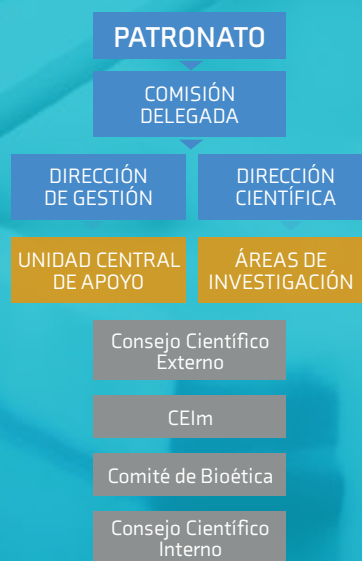 PATRONATO
COMISIÓN
DELEGADA
DIRECCIÓN
DE GESTIÓN
DIRECCIÓN
CIENTÍFICA
UNIDAD CENTRAL
DE APOYO
ÁREAS DE
INVESTIGACIÓN
Consejo Científico
Externo
CEIm
Comité de Bioética
Consejo Científico
Interno